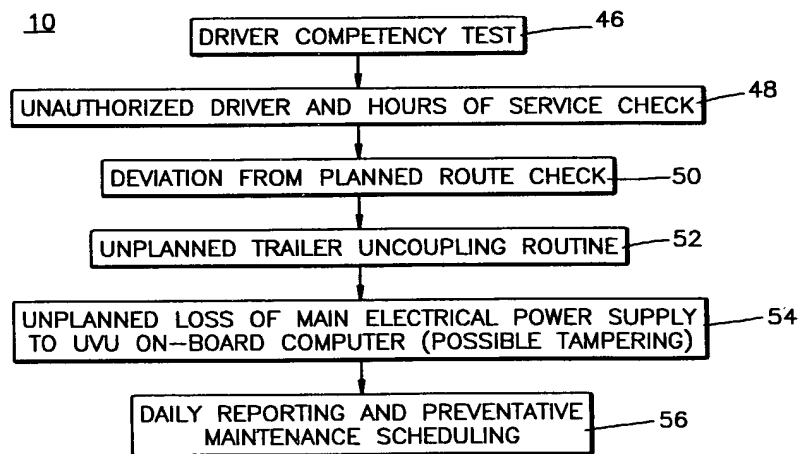 10
DRIVER COMPETENCY TEST
46
UNAUTHORIZED DRIVER AND HOURS OF SERVICE CHECK
48
DEVIATION FROM PLANNED ROUTE CHECK
50
UNPLANNED TRAILER UNCOUPLING ROUTINE
52
UNPLANNED LOSS OF MAIN ELECTRICAL POWER SUPPLY
TO UVU ON-BOARD COMPUTER (POSSIBLE TAMPERING)
54
DAILY REPORTING AND PREVENTATIVE
MAINTENANCE SCHEDULING
56